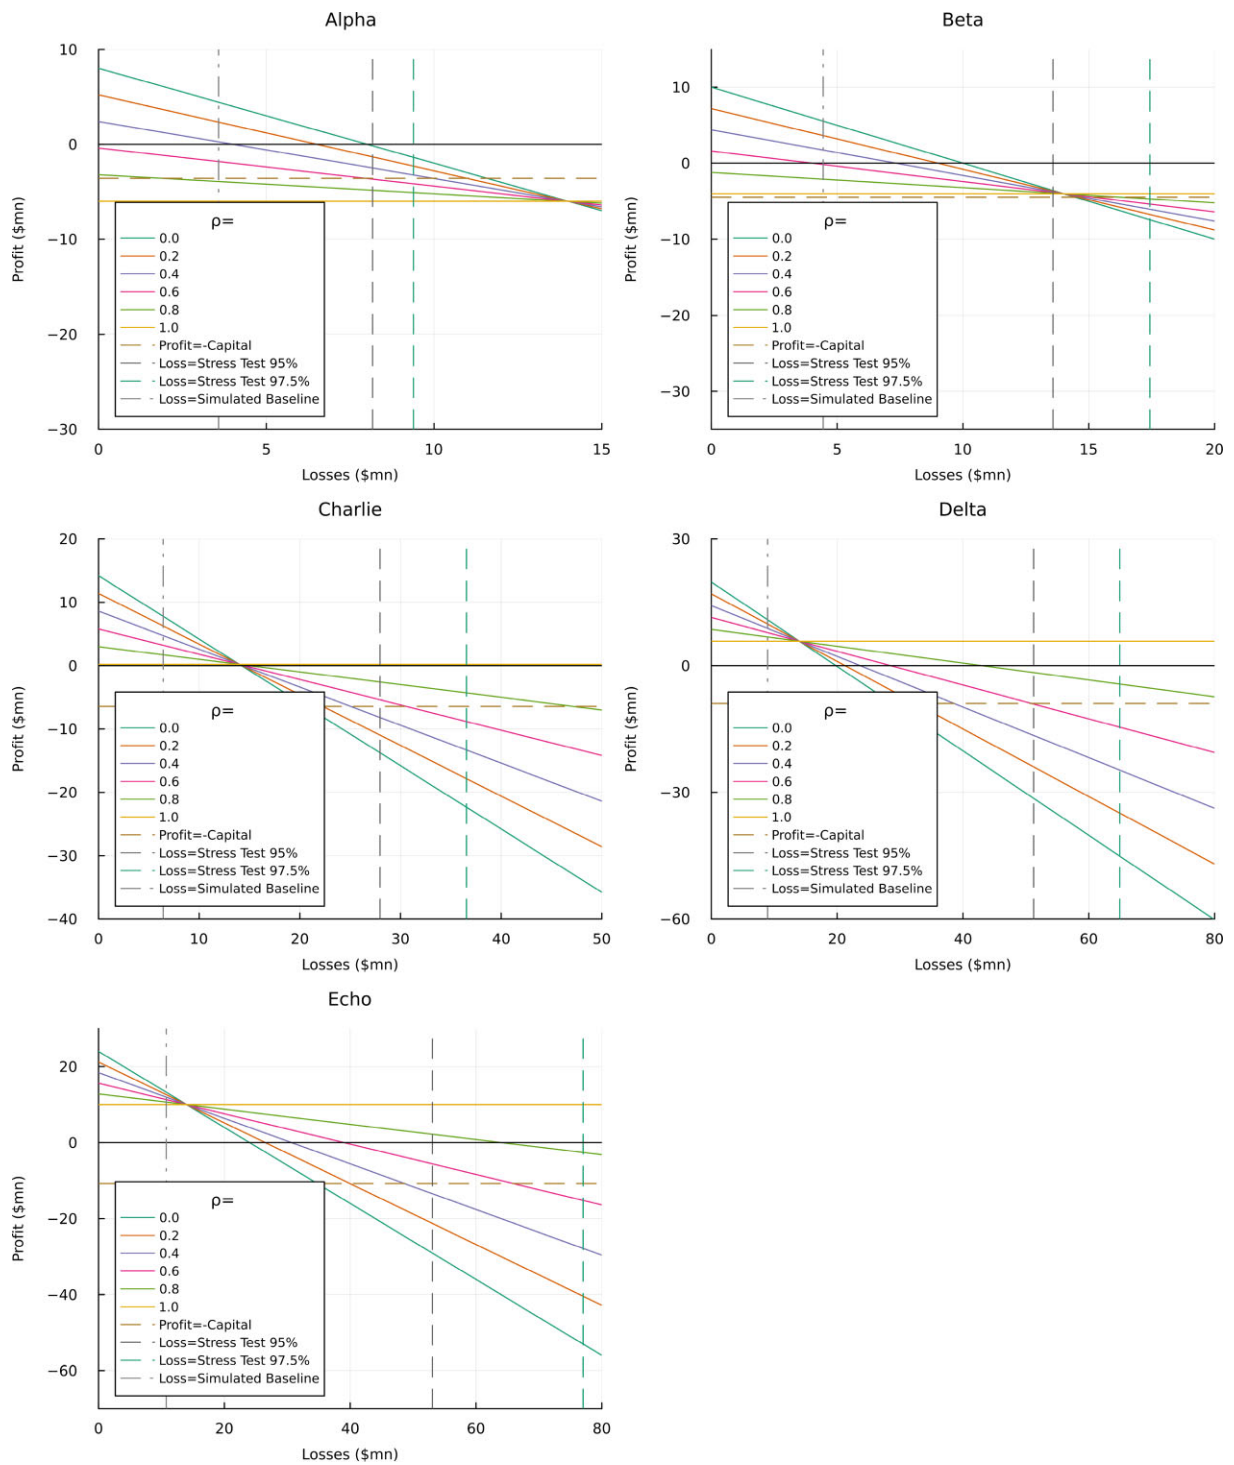 Alpha
Profit ($mn)
10
0
−10
−20
−30
ρ=
0.0
0.2
0.4
0.6
0.8
1.0
Profit=-Capital
Loss=Stress Test 95%
Loss=Stress Test 97.5%
Loss=Simulated Baseline
0 5 10 15
Losses ($mn)
Beta
Profit ($mn)
10
0
−10
−20
−30
ρ=
0.0
0.2
0.4
0.6
0.8
1.0
Profit=-Capital
Loss=Stress Test 95%
Loss=Stress Test 97.5%
Loss=Simulated Baseline
0 5 10 15 20
Losses ($mn)
Charlie
Profit ($mn)
20
10
0
−10
−20
−30
−40
ρ=
0.0
0.2
0.4
0.6
0.8
1.0
Profit=-Capital
Loss=Stress Test 95%
Loss=Stress Test 97.5%
Loss=Simulated Baseline
0 10 20 30 40 50
Losses ($mn)
Delta
Profit ($mn)
30
0
−30
−60
ρ=
0.0
0.2
0.4
0.6
0.8
1.0
Profit=-Capital
Loss=Stress Test 95%
Loss=Stress Test 97.5%
Loss=Simulated Baseline
0 20 40 60 80
Losses ($mn)
Echo
Profit ($mn)
20
0
−20
−40
−60
ρ=
0.0
0.2
0.4
0.6
0.8
1.0
Profit=-Capital
Loss=Stress Test 95%
Loss=Stress Test 97.5%
Loss=Simulated Baseline
0 20 40 60 80
Losses ($mn)